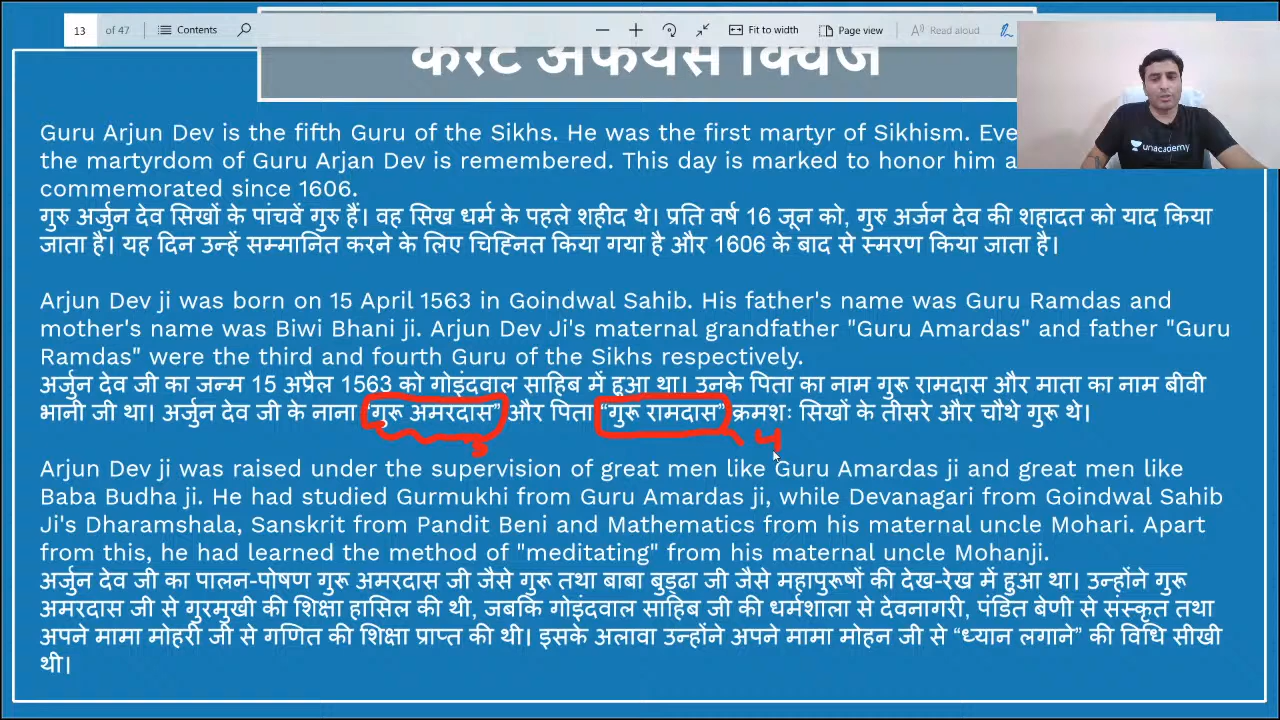 13 of 47 Contents Fit to width Page view Read aloud
करंट अफेयर्स क्विज
unacademy
Guru Arjun Dev is the fifth Guru of the Sikhs. He was the first martyr of Sikhism. Eve
the martyrdom of Guru Arjan Dev is remembered. This day is marked to honor him a
commemorated since 1606.
गुरु अर्जुन देव सिखों के पांचवें गुरु हैं। वह सिख धर्म के पहले शहीद थे। प्रति वर्ष 16 जून को, गुरु अर्जन देव की शहादत को याद किया
जाता है। यह दिन उन्हें सम्मानित करने के लिए चिह्नित किया गया है और 1606 के बाद से स्मरण किया जाता है।
Arjun Dev ji was born on 15 April 1563 in Goindwal Sahib. His father's name was Guru Ramdas and
mother's name was Biwi Bhani ji. Arjun Dev Ji's maternal grandfather "Guru Amardas" and father "Guru
Ramdas" were the third and fourth Guru of the Sikhs respectively.
अर्जुन देव जी का जन्म 15 अप्रैल 1563 को गोइंदवाल साहिब में हुआ था। उनके पिता का नाम गुरू रामदास और माता का नाम बीवी
भानी जी था। अर्जुन देव जी के नाना “गुरू अमरदास” और पिता “गुरू रामदास” क्रमशः सिखों के तीसरे और चौथे गुरू थे।
3 4
Arjun Dev ji was raised under the supervision of great men like Guru Amardas ji and great men like
Baba Budha ji. He had studied Gurmukhi from Guru Amardas ji, while Devanagari from Goindwal Sahib
Ji's Dharamshala, Sanskrit from Pandit Beni and Mathematics from his maternal uncle Mohari. Apart
from this, he had learned the method of "meditating" from his maternal uncle Mohanji.
अर्जुन देव जी का पालन-पोषण गुरू अमरदास जी जैसे गुरू तथा बाबा बुड्ढा जी जैसे महापुरूषों की देख-रेख में हुआ था। उन्होंने गुरू
अमरदास जी से गुरमुखी की शिक्षा हासिल की थी, जबकि गोइंदवाल साहिब जी की धर्मशाला से देवनागरी, पंडित बेणी से संस्कृत तथा
अपने मामा मोहरी जी से गणित की शिक्षा प्राप्त की थी। इसके अलावा उन्होंने अपने मामा मोहन जी से “ध्यान लगाने” की विधि सीखी
थी।